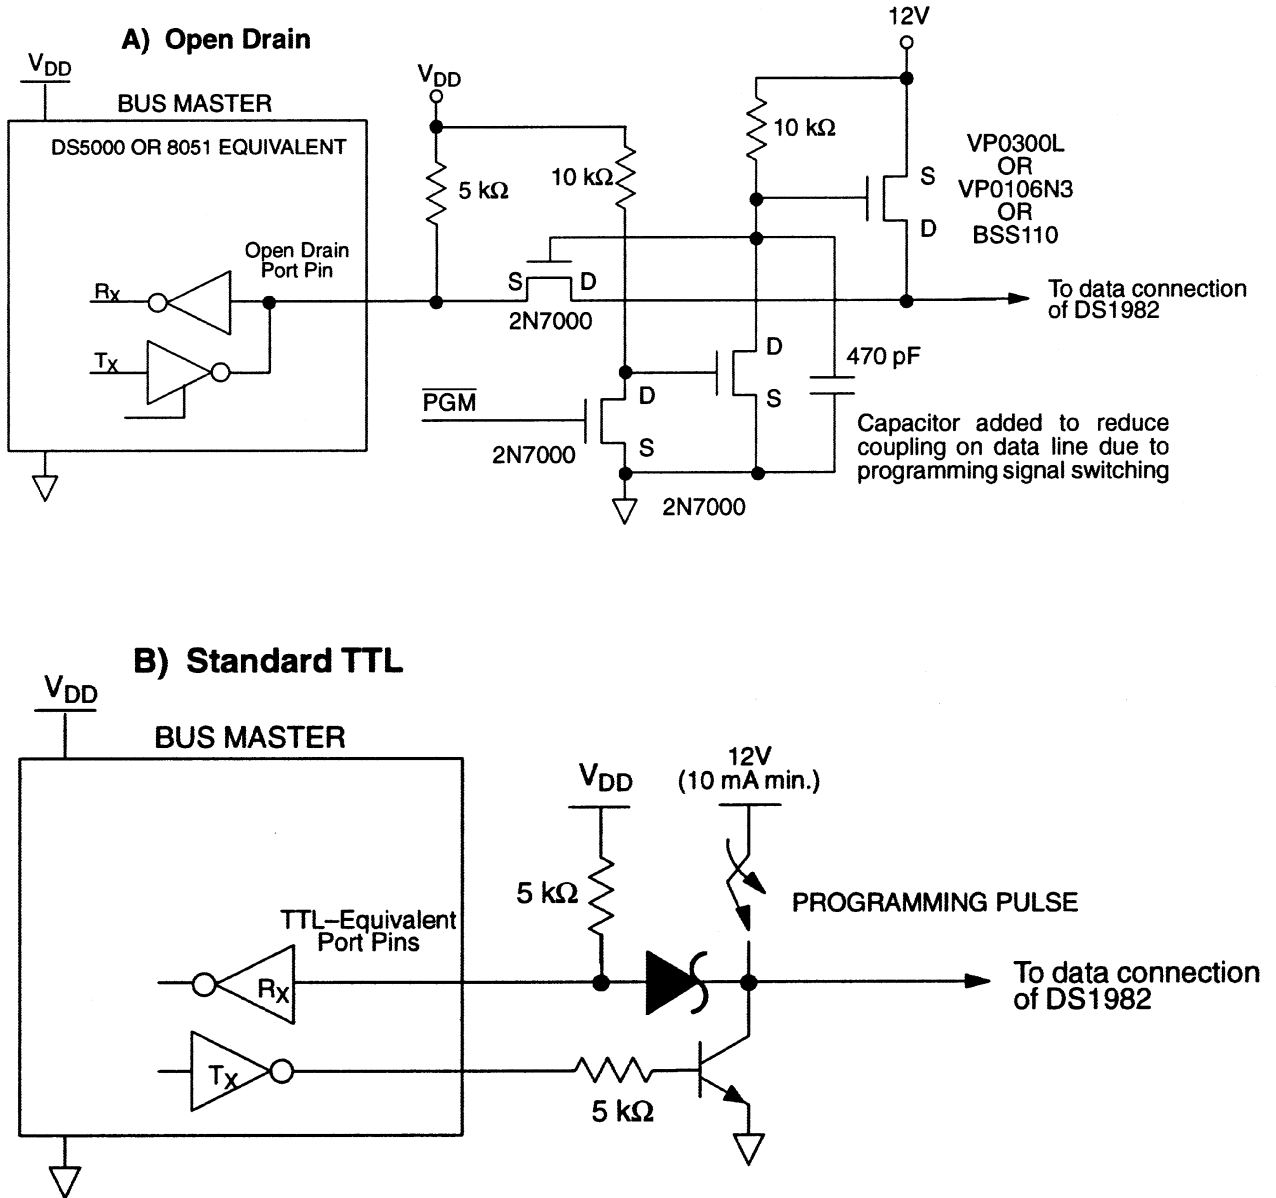 A) Open Drain
VDD
BUS MASTER
DS5000 OR 8051 EQUIVALENT
Open Drain
Port Pin
RX
TX
VDD
5 kΩ
10 kΩ
12V
10 kΩ
VP0300L
OR
VP0106N3
OR
BSS110
S
D
S
D
2N7000
To data connection
of DS1982
PGM
D
S
2N7000
D
S
2N7000
470 pF
Capacitor added to reduce
coupling on data line due to
programming signal switching
B) Standard TTL
VDD
BUS MASTER
TTL–Equivalent
Port Pins
RX
TX
VDD
5 kΩ
12V
(10 mA min.)
PROGRAMMING PULSE
To data connection
of DS1982
5 kΩ